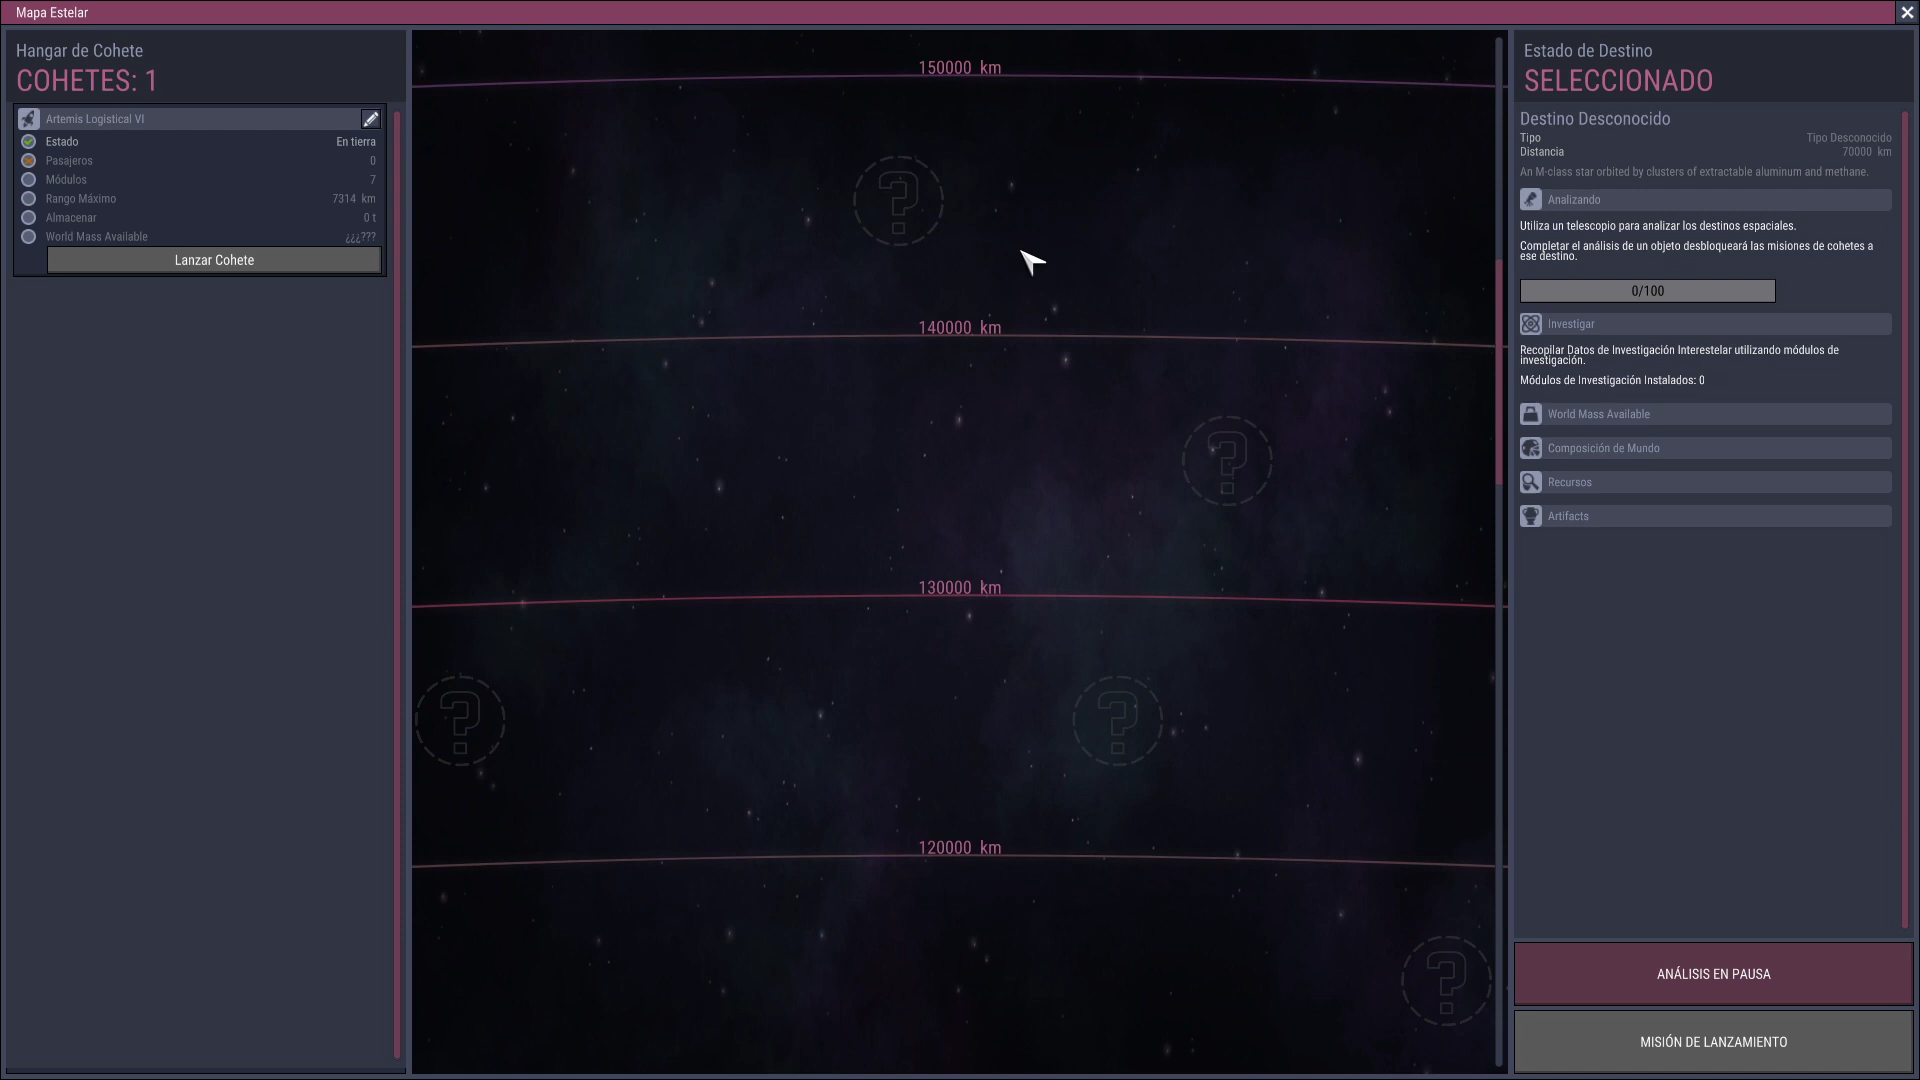 Mapa Estelar
Hangar de Cohete
COHETES: 1
Artemis Logistical VI
Estado En tierra
Pasajeros 0
Módulos 7
Rango Máximo 7314 km
Almacenar 0 t
World Mass Available ¿¿¿???
Lanzar Cohete
150000 km
140000 km
130000 km
120000 km
Estado de Destino
SELECCIONADO
Destino Desconocido
Tipo Tipo Desconocido
Distancia 70000 km
An M-class star orbited by clusters of extractable aluminum and methane.
Analizando
Utiliza un telescopio para analizar los destinos espaciales.
Completar el análisis de un objeto desbloqueará las misiones de cohetes a
ese destino.
0/100
Investigar
Recopilar Datos de Investigación Interestelar utilizando módulos de
investigación.
Módulos de Investigación Instalados: 0
World Mass Available
Composición de Mundo
Recursos
Artifacts
ANÁLISIS EN PAUSA
MISIÓN DE LANZAMIENTO